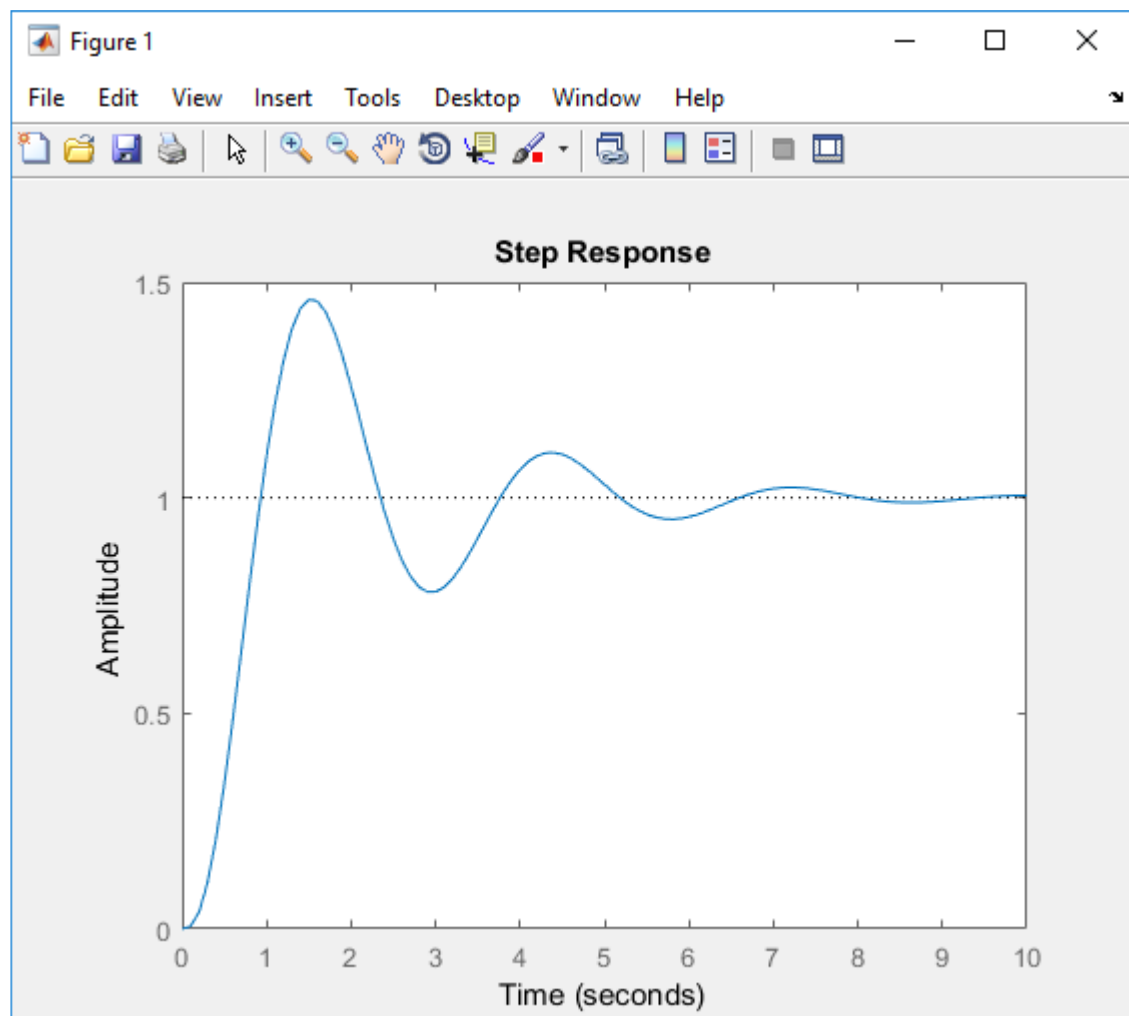 Figure 1
File Edit View Insert Tools Desktop Window Help
Step Response
1.5
1
0.5
0
Amplitude
0 1 2 3 4 5 6 7 8 9 10
Time (seconds)